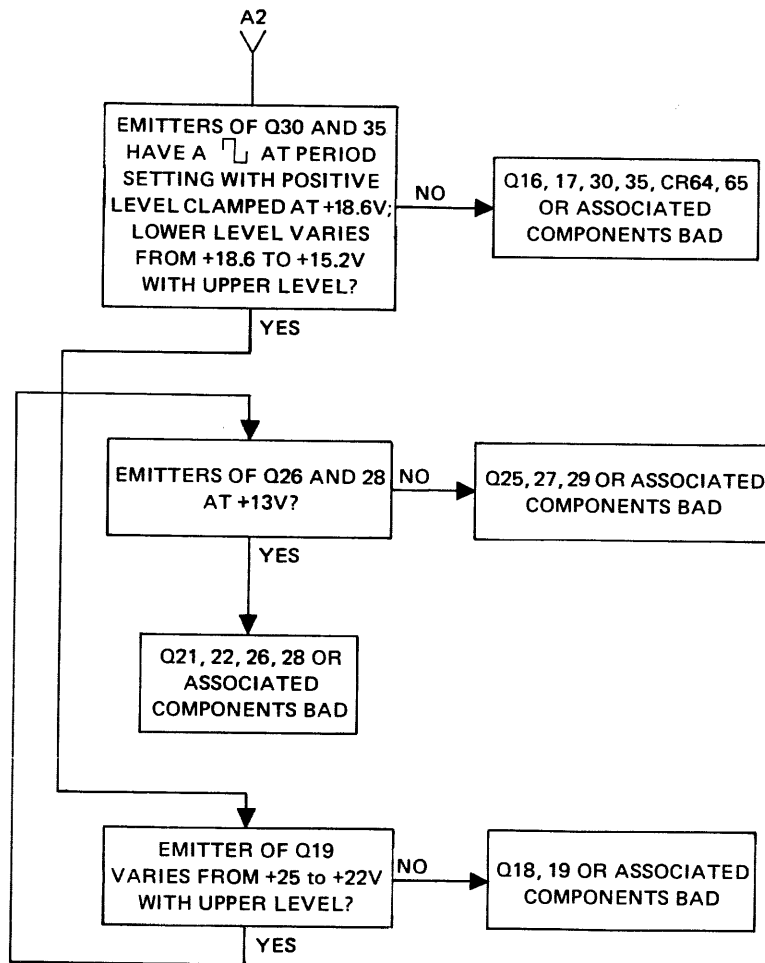 A2
EMITTERS OF Q30 AND 35
HAVE A AT PERIOD
SETTING WITH POSITIVE
LEVEL CLAMPED AT +18.6V;
LOWER LEVEL VARIES
FROM +18.6 TO +15.2V
WITH UPPER LEVEL?
NO
Q16, 17, 30, 35, CR64, 65
OR ASSOCIATED
COMPONENTS BAD
YES
EMITTERS OF Q26 AND 28
AT +13V?
NO
Q25, 27, 29 OR ASSOCIATED
COMPONENTS BAD
YES
Q21, 22, 26, 28 OR
ASSOCIATED
COMPONENTS BAD
EMITTER OF Q19
VARIES FROM +25 to +22V
WITH UPPER LEVEL?
NO
Q18, 19 OR ASSOCIATED
COMPONENTS BAD
YES